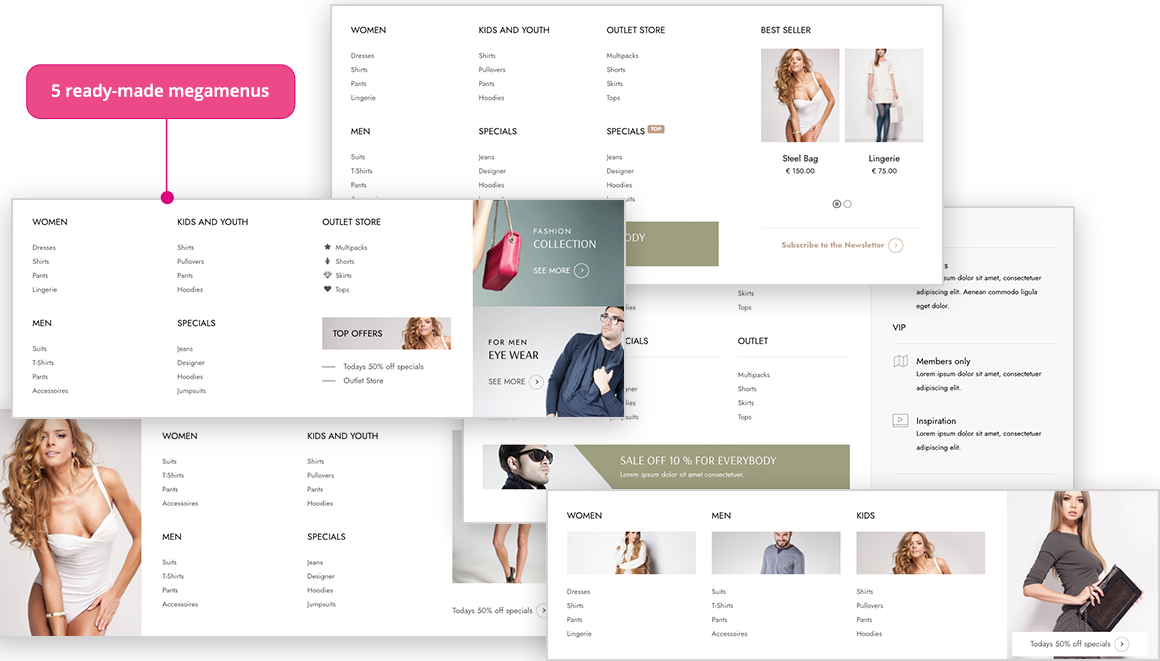 5 ready-made megamenus
WOMEN
Dresses
Shirts
Pants
Lingerie
MEN
Suits
T-Shirts
Pants
KIDS AND YOUTH
Shirts
Pullovers
Pants
Hoodies
SPECIALS
Jeans
Designer
Hoodies
OUTLET STORE
Multipacks
Shorts
Skirts
Tops
SPECIALS TOP
Jeans
Designer
Hoodies
BEST SELLER
Steel Bag
€ 150.00
Lingerie
€ 75.00
Subscribe to the Newsletter
WOMEN
Dresses
Shirts
Pants
Lingerie
MEN
Suits
T-Shirts
Pants
Accessoires
KIDS AND YOUTH
Shirts
Pullovers
Pants
Hoodies
SPECIALS
Jeans
Designer
Hoodies
Jumpsuits
OUTLET STORE
Multipacks
Shorts
Skirts
Tops
TOP OFFERS
Todays 50% off specials
Outlet Store
FASHION
COLLECTION
SEE MORE
FOR MEN
EYE WEAR
SEE MORE
Skirts
Tops
OUTLET
Multipacks
Shorts
Skirts
Tops
SALE OFF 10 % FOR EVERYBODY
Lorem ipsum dolor sit amet, consectetuer.
sum dolor sit amet, consectetuer
adipiscing elit. Aenean commodo ligula
eget dolor.
VIP
Members only
Lorem ipsum dolor sit amet, consectetuer
adipiscing elit.
Inspiration
Lorem ipsum dolor sit amet, consectetuer
adipiscing elit.
WOMEN
Suits
T-Shirts
Pants
Accessoires
MEN
Suits
T-Shirts
Pants
Accessoires
KIDS AND YOUTH
Shirts
Pullovers
Pants
Hoodies
SPECIALS
Jeans
Designer
Hoodies
Jumpsuits
Todays 50% off specials
WOMEN
Dresses
Shirts
Pants
Lingerie
MEN
Suits
T-Shirts
Pants
Accessoires
KIDS
Shirts
Pullovers
Pants
Hoodies
Todays 50% off specials